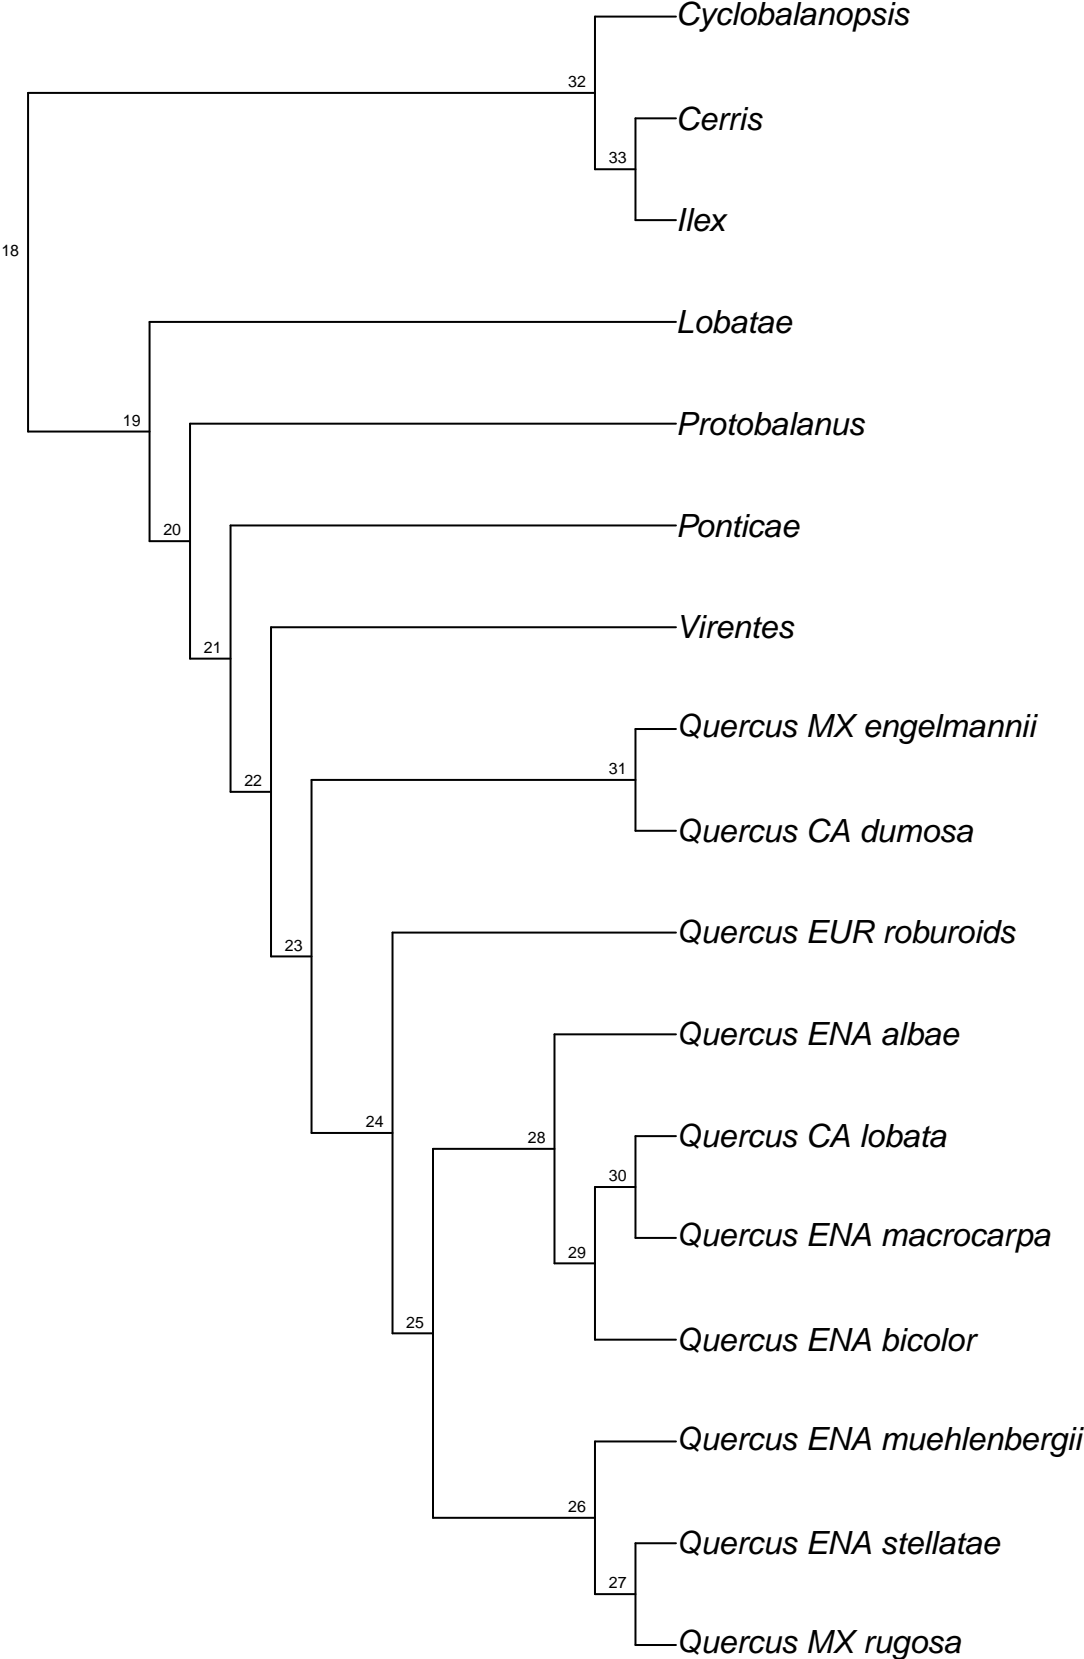 Cyclobalanopsis
32
Cerris
33
Ilex
18
Lobatae
19
Protobalanus
20
Ponticae
21
Virentes
Quercus MX engelmannii
31
22
Quercus CA dumosa
Quercus EUR roburoids
23
Quercus ENA albae
24
28
Quercus CA lobata
30
Quercus ENA macrocarpa
29
25
Quercus ENA bicolor
Quercus ENA muehlenbergii
26
Quercus ENA stellatae
27
Quercus MX rugosa